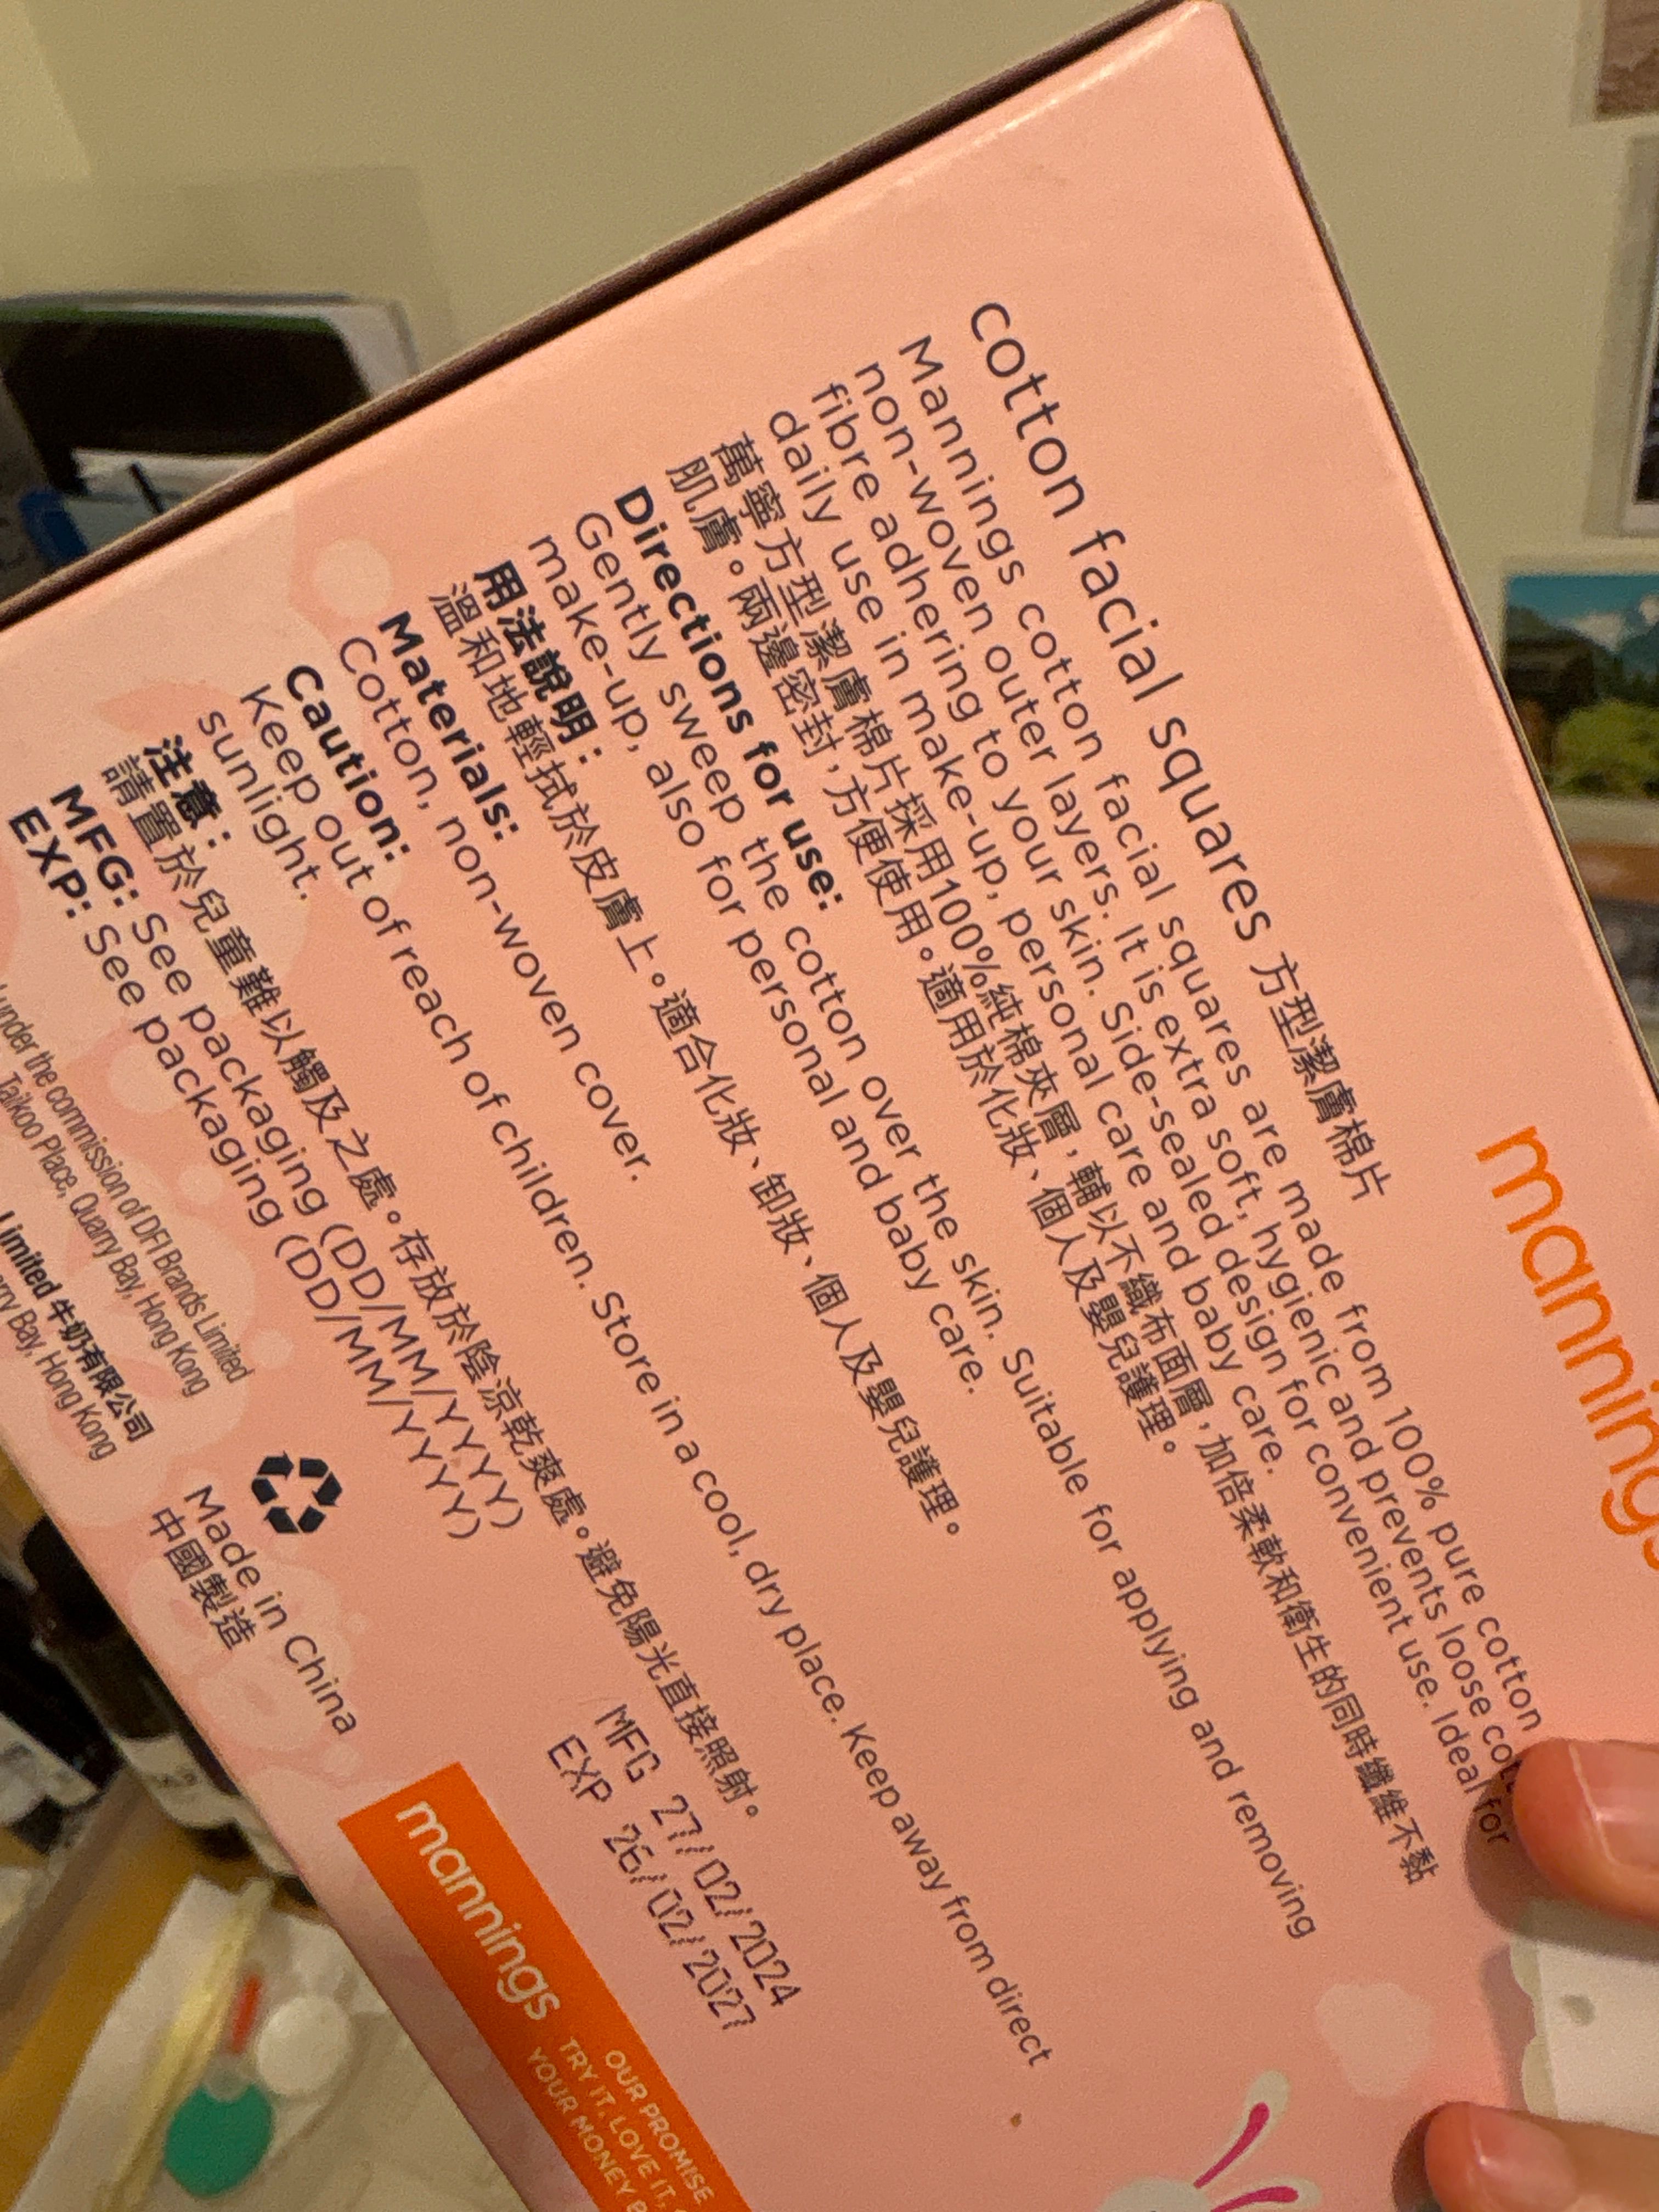 mannings
cotton facial squares 方型潔膚棉片
Mannings cotton facial squares are made from 100% pure cotton
non-woven outer layers. It is extra soft, hygienic and prevents loose
fibre adhering to your skin. Side-sealed design for convenient use. Ideal for
daily use in make-up, personal care and baby care.
萬寧方型潔膚棉片採用100%純棉夾層，輔以不織布面層，加倍柔軟和衛生的同時纖維不黏
肌膚。兩邊密封，方便使用。適用於化妝、個人及嬰兒護理。
Directions for use:
Gently sweep the cotton over the skin. Suitable for applying and removing
make-up, also for personal and baby care.
用法說明：
溫和地輕拭於皮膚上。適合化妝、卸妝、個人及嬰兒護理。
Materials:
Cotton, non-woven cover.
Caution:
Keep out of reach of children. Store in a cool, dry place. Keep away from direct
sunlight.
注意：
請置於兒童難以觸及之處。存放於陰涼乾爽處。避免陽光直接照射。
MFG: See packaging (DD/MM/YYYY)
EXP: See packaging (DD/MM/YYYY)
MFG 27/02/2024
EXP 26/02/2027
under the commission of DFI Brands Limited
Taikoo Place, Quarry Bay, Hong Kong
Limited 牛奶有限公司
Bay, Hong Kong
Made in China
中國製造
mannings
OUR PROMISE
TRY IT, LOVE IT,
YOUR MONEY